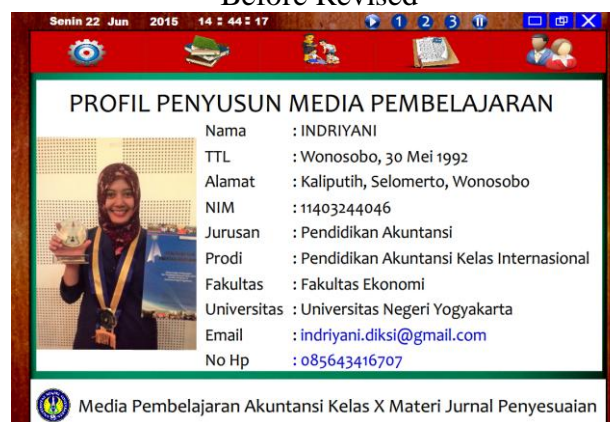 Before Revised
Senin 22 Jun 2015 14 : 44 : 17 1 2 3
PROFIL PENYUSUN MEDIA PEMBELAJARAN
Nama : INDRIYANI
TTL : Wonosobo, 30 Mei 1992
Alamat : Kaliputih, Selomerto, Wonosobo
NIM : 11403244046
Jurusan : Pendidikan Akuntansi
Prodi : Pendidikan Akuntansi Kelas Internasional
Fakultas : Fakultas Ekonomi
Universitas : Universitas Negeri Yogyakarta
Email : indriyani.diksi@gmail.com
No Hp : 085643416707
Media Pembelajaran Akuntansi Kelas X Materi Jurnal Penyesuaian